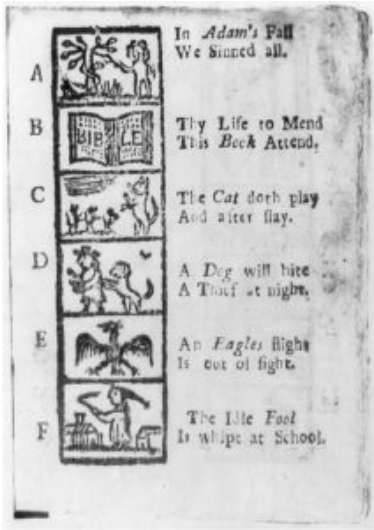 A
In Adam's Fall
We Sinned all.
B
BIBLE
Thy Life to Mend
This Book Attend.
C
The Cat doth play
And after slay.
D
A Dog will bite
A Thief at night.
E
An Eagles flight
Is out of sight.
F
The Idle Fool
Is whipt at School.